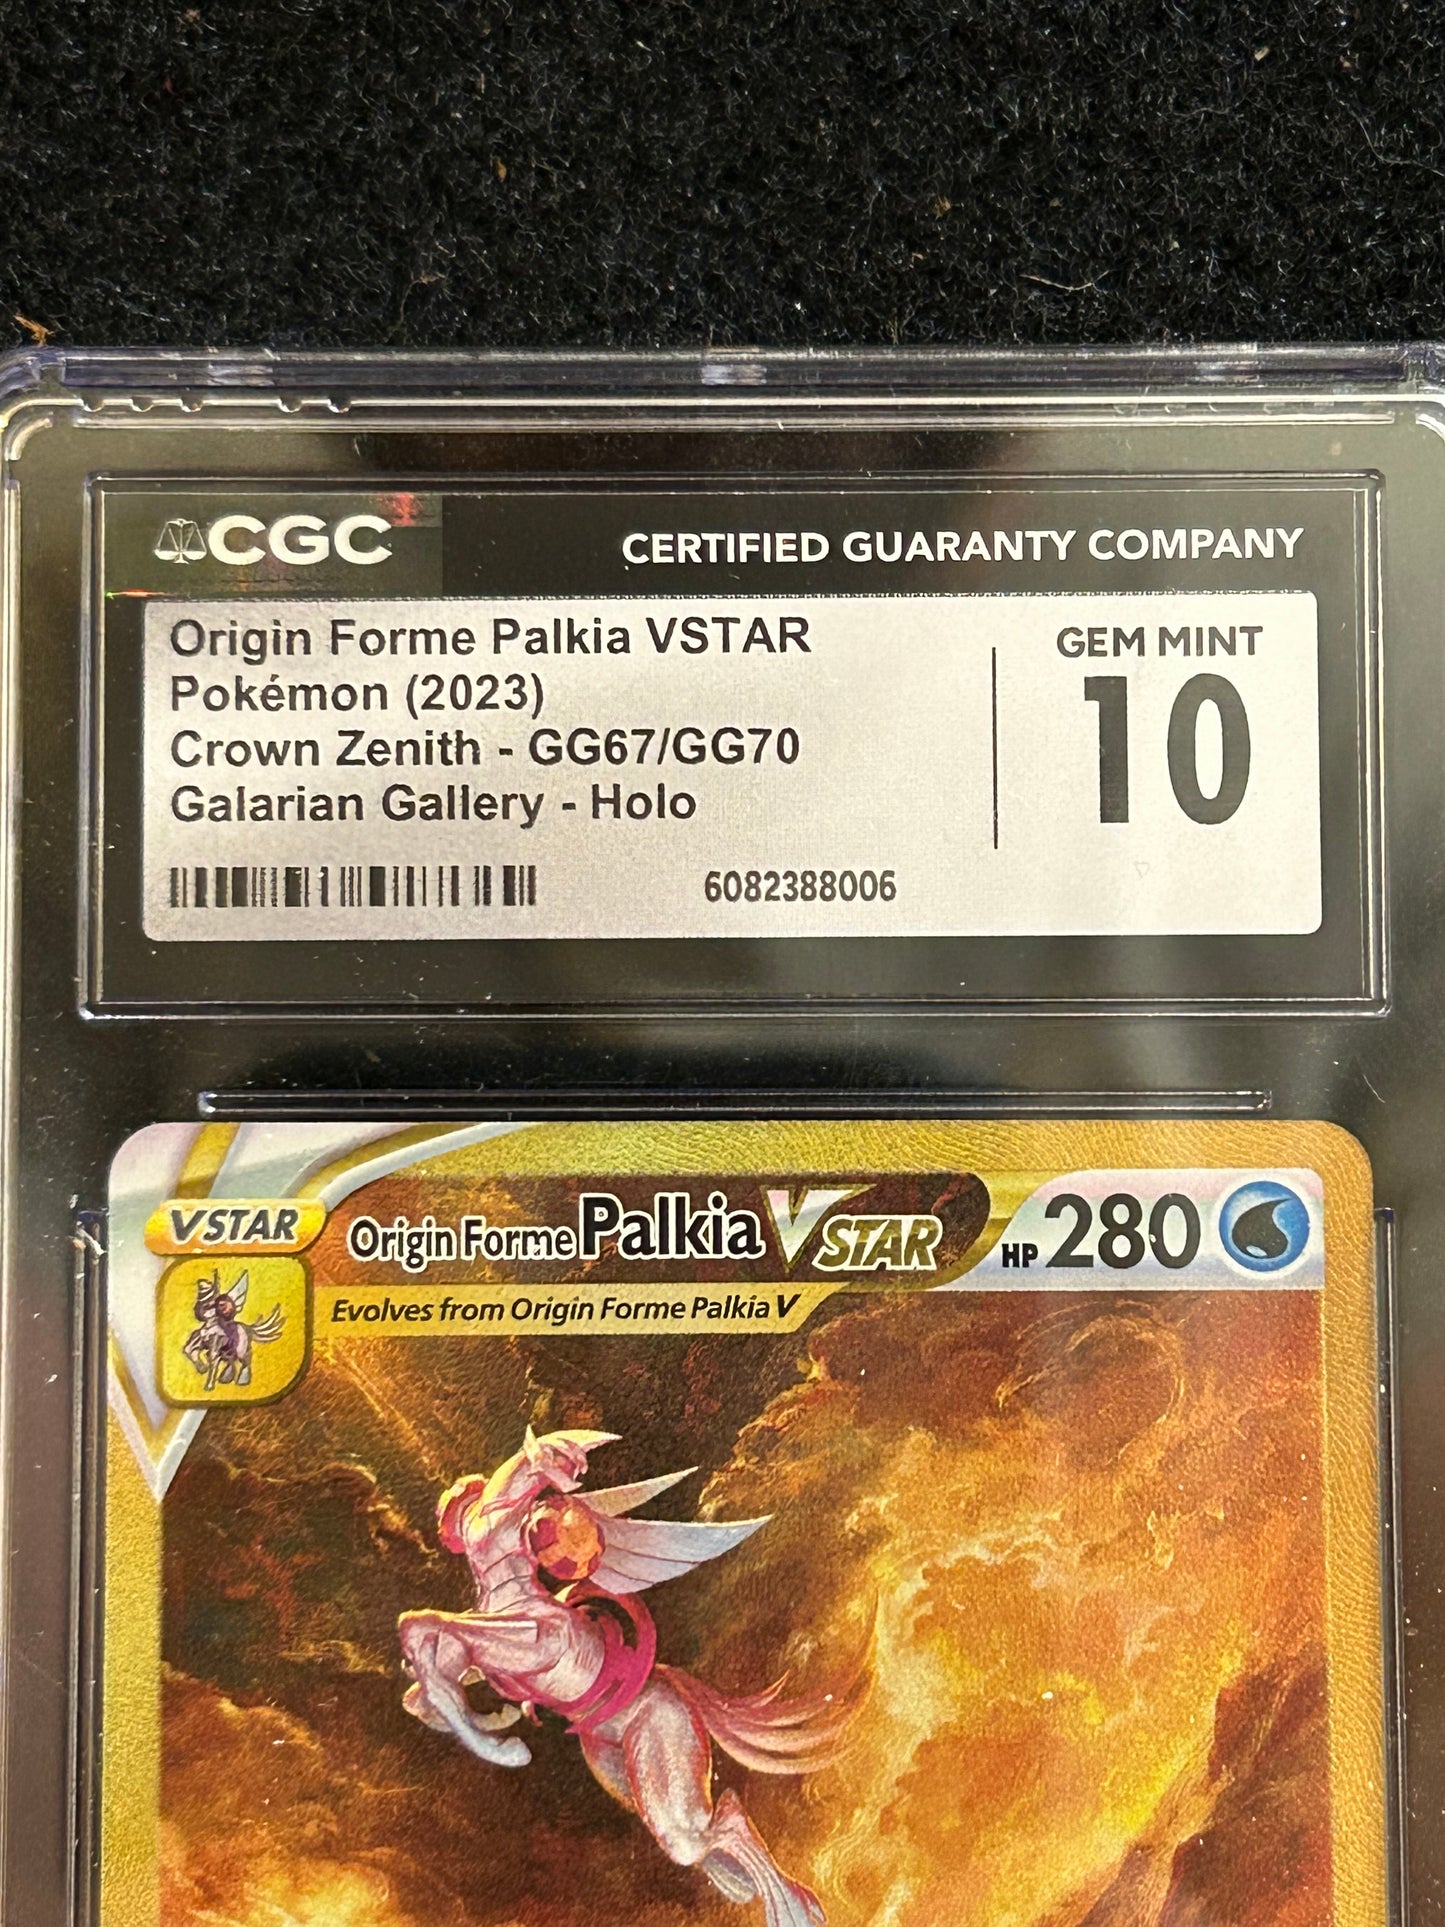 CGC
CERTIFIED GUARANTY COMPANY
Origin Forme Palkia VSTAR
Pokémon (2023)
Crown Zenith - GG67/GG70
Galarian Gallery - Holo
GEM MINT
10
6082388006
VSTAR
Origin Forme Palkia VSTAR
HP 280
Evolves from Origin Forme Palkia V